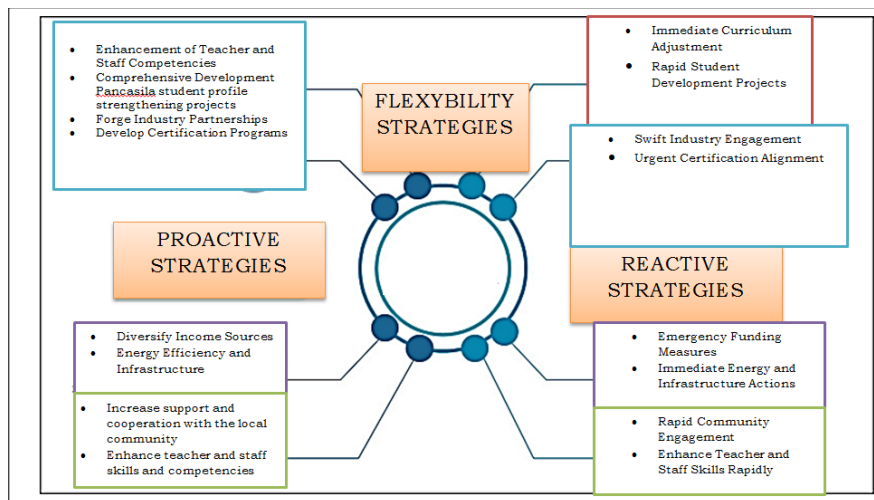 • Enhancement of Teacher and
Staff Competencies
• Comprehensive Development
Pancasila student profile
strengthening projects
• Forge Industry Partnerships
• Develop Certification Programs
FLEXYBILITY
STRATEGIES
• Immediate Curriculum
Adjustment
• Rapid Student
Development Projects
• Swift Industry Engagement
• Urgent Certification Alignment
PROACTIVE
STRATEGIES
REACTIVE
STRATEGIES
• Diversify Income Sources
• Energy Efficiency and
Infrastructure
• Increase support and
cooperation with the local
community
• Enhance teacher and staff
skills and competencies
• Emergency Funding
Measures
• Immediate Energy and
Infrastructure Actions
• Rapid Community
Engagement
• Enhance Teacher and
Staff Skills Rapidly